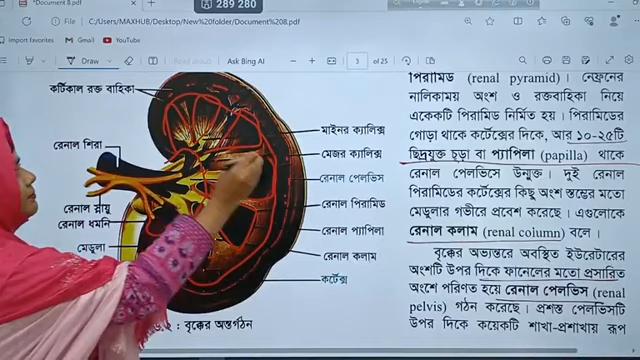 *Document 8.pdf
289 280
File
C:/Users/MAXHUB/Desktop/New%20folder/Document%208.pdf
import favorites
Gmail
YouTube
Draw
Read aloud
Ask Bing AI
3
of 25
কর্টিকাল রক্ত বাহিকা
রেনাল শিরা
রেনাল স্নায়ু
রেনাল ধমনি
মেডুলা
মাইনর ক্যালিক্স
মেজর ক্যালিক্স
রেনাল পেলভিস
রেনাল পিরামিড
রেনাল প্যাপিলা
রেনাল কলাম
কর্টেক্স
: বৃক্কের অন্তর্গঠন
পিরামিড (renal pyramid)। নেফ্রনের
নালিকাময় অংশ ও রক্তবাহিকা নিয়ে
একেকটি পিরামিড নির্মিত হয়। পিরামিডের
গোড়া থাকে কর্টেক্সের দিকে, আর ১০-২৫টি
ছিদ্রযুক্ত চূড়া বা প্যাপিলা (papilla) থাকে
রেনাল পেলভিসে উন্মুক্ত। দুই রেনাল
পিরামিডের কর্টেক্সের কিছু অংশ স্তম্ভের মতো
মেডুলার গভীরে প্রবেশ করেছে। এগুলোকে
রেনাল কলাম (renal column) বলে।
বৃক্কের অভ্যন্তরে অবস্থিত ইউরেটারের
অংশটি উপর দিকে ফানেলের মতো প্রসারিত
অংশে পরিণত হয়ে রেনাল পেলভিস (renal
pelvis) গঠন করেছে। প্রশস্ত পেলভিসটি
উপর দিকে কয়েকটি শাখা-প্রশাখায় রূপ